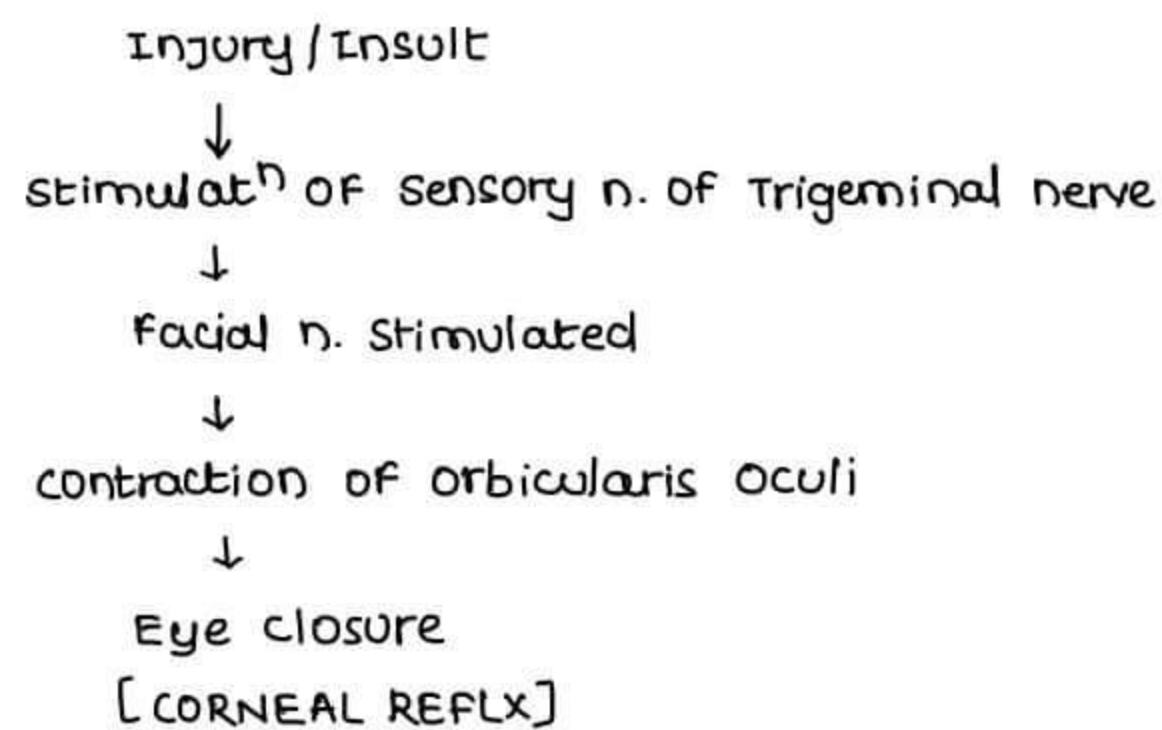 Injury/Insult
↓
Stimulatⁿ of sensory n. of Trigeminal nerve
↓
Facial n. stimulated
↓
contraction of orbicularis oculi
↓
Eye closure
[CORNEAL REFLX]